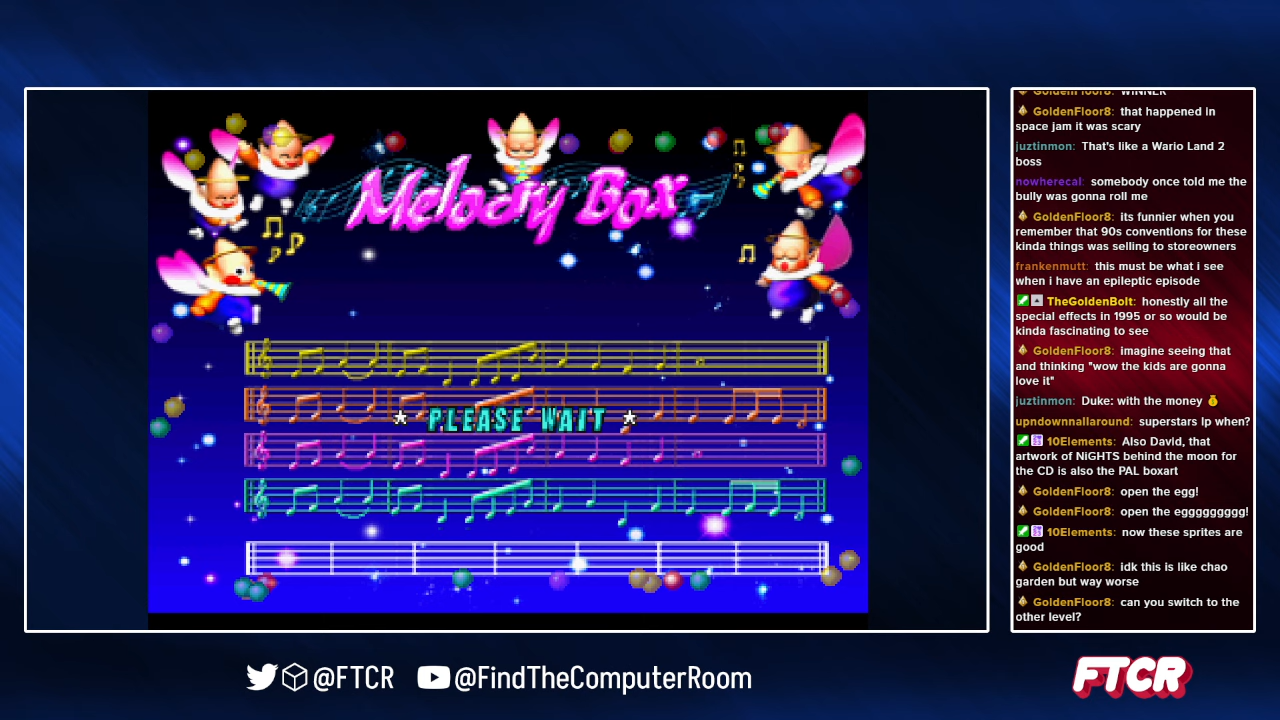 Melody Box
★ PLEASE WAIT ★
GoldenFloor8: WINNER
GoldenFloor8: that happened in
space jam it was scary
juztinmon: That's like a Wario Land 2
boss
nowherecal: somebody once told me the
bully was gonna roll me
GoldenFloor8: its funnier when you
remember that 90s conventions for these
kinda things was selling to storeowners
frankenmutt: this must be what i see
when i have an epileptic episode
TheGoldenBolt: honestly all the
special effects in 1995 or so would be
kinda fascinating to see
GoldenFloor8: imagine seeing that
and thinking "wow the kids are gonna
love it"
juztinmon: Duke: with the money 💰
upndownnallaround: superstars lp when?
10Elements: Also David, that
artwork of NiGHTS behind the moon for
the CD is also the PAL boxart
GoldenFloor8: open the egg!
GoldenFloor8: open the eggggggggg!
10Elements: now these sprites are
good
GoldenFloor8: idk this is like chao
garden but way worse
GoldenFloor8: can you switch to the
other level?
@FTCR
@FindTheComputerRoom
FTCR